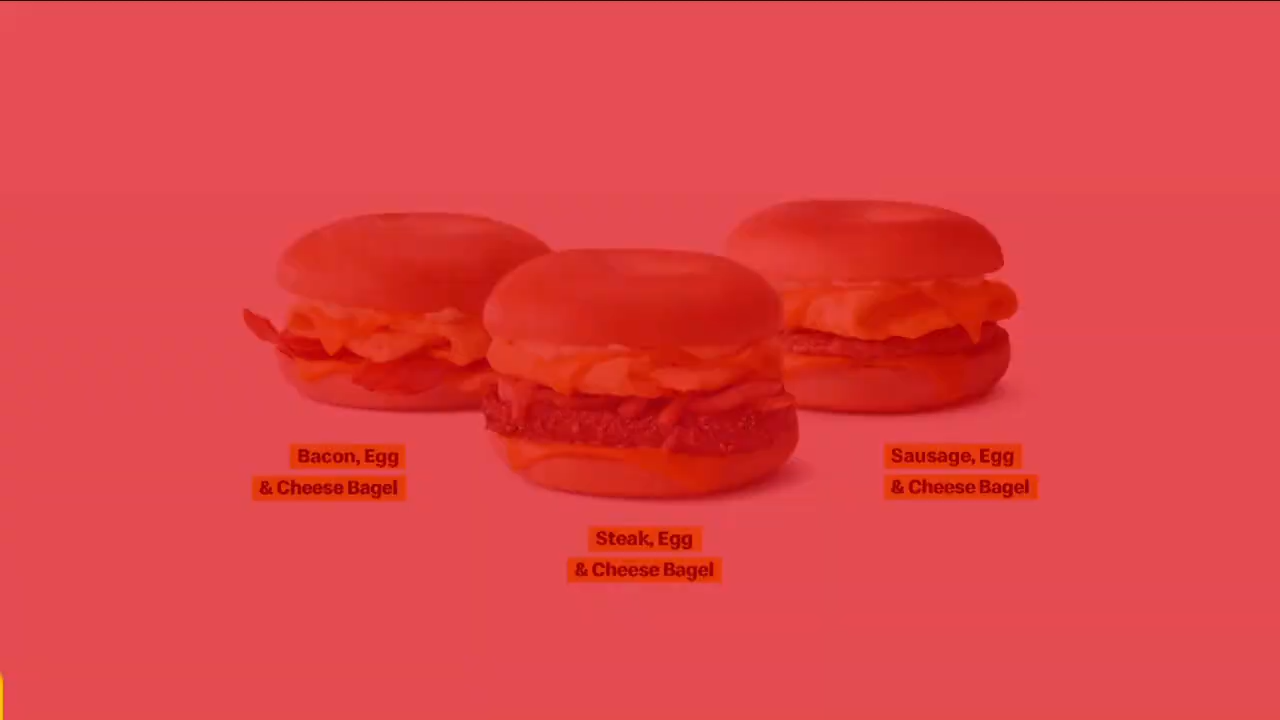 Bacon, Egg
& Cheese Bagel
Steak, Egg
& Cheese Bagel
Sausage, Egg
& Cheese Bagel